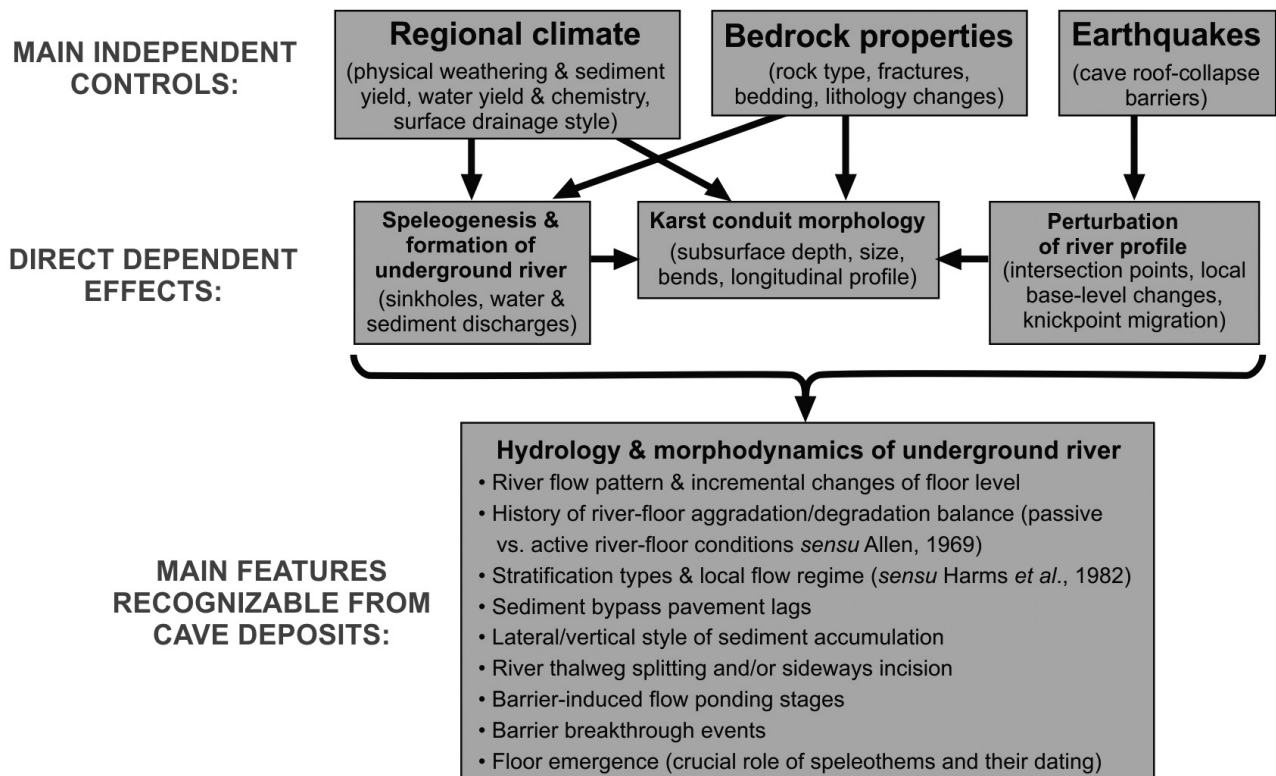 MAIN INDEPENDENT
CONTROLS:
Regional climate
(physical weathering & sediment
yield, water yield & chemistry,
surface drainage style)
Bedrock properties
(rock type, fractures,
bedding, lithology changes)
Earthquakes
(cave roof-collapse
barriers)
DIRECT DEPENDENT
EFFECTS:
Speleogenesis &
formation of
underground river
(sinkholes, water &
sediment discharges)
Karst conduit morphology
(subsurface depth, size,
bends, longitudinal profile)
Perturbation
of river profile
(intersection points, local
base-level changes,
knickpoint migration)
MAIN FEATURES
RECOGNIZABLE FROM
CAVE DEPOSITS:
Hydrology & morphodynamics of underground river
• River flow pattern & incremental changes of floor level
• History of river-floor aggradation/degradation balance (passive
vs. active river-floor conditions sensu Allen, 1969)
• Stratification types & local flow regime (sensu Harms et al., 1982)
• Sediment bypass pavement lags
• Lateral/vertical style of sediment accumulation
• River thalweg splitting and/or sideways incision
• Barrier-induced flow ponding stages
• Barrier breakthrough events
• Floor emergence (crucial role of speleothems and their dating)